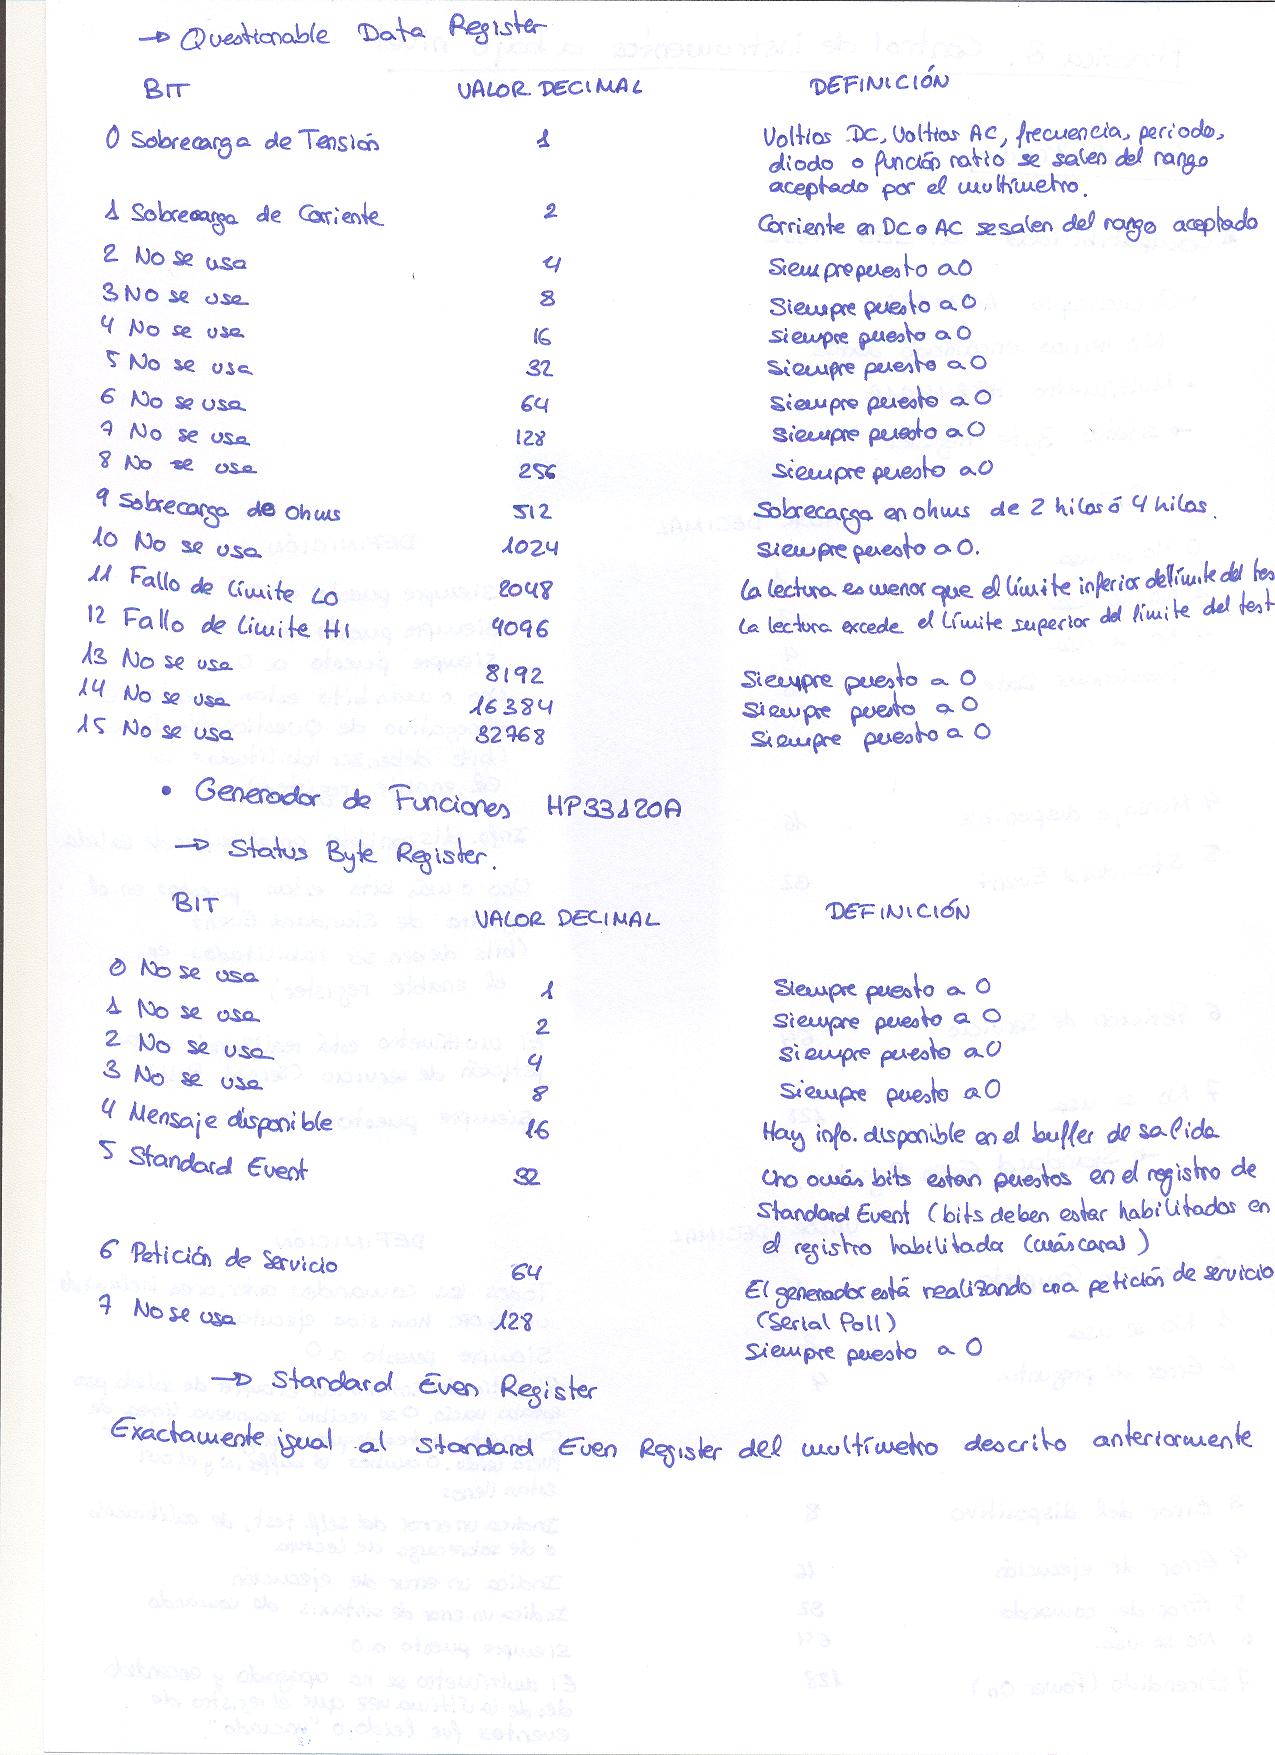 → Questionable Data Register
BIT VALOR DECIMAL DEFINICIÓN
0 Sobrecarga de Tensión 1 Voltios DC, Voltios AC, frecuencia, periodo,
diodo o función ratio se salen del rango
aceptado por el multímetro.
1 Sobrecarga de Corriente 2 Corriente en DC o AC se salen del rango aceptado
2 No se usa 4 Siempre puesto a 0
3 No se usa 8 Siempre puesto a 0
4 No se usa 16 Siempre puesto a 0
5 No se usa 32 Siempre puesto a 0
6 No se usa 64 Siempre puesto a 0
7 No se usa 128 Siempre puesto a 0
8 No se usa 256 Siempre puesto a 0
9 Sobrecarga de Ohms 512 Sobrecarga en ohms de 2 hilos ó 4 hilos.
10 No se usa 1024 Siempre puesto a 0.
11 Fallo de Límite LO 2048 La lectura es menor que el límite inferior del límite del tes
12 Fallo de Límite HI 4096 La lectura excede el límite superior del límite del test
13 No se usa 8192 Siempre puesto a 0
14 No se usa 16384 Siempre puesto a 0
15 No se usa 32768 Siempre puesto a 0
• Generador de Funciones HP33120A
→ Status Byte Register.
BIT VALOR DECIMAL DEFINICIÓN
0 No se usa 1 Siempre puesto a 0
1 No se usa 2 Siempre puesto a 0
2 No se usa 4 Siempre puesto a 0
3 No se usa 8 Siempre puesto a 0
4 Mensaje disponible 16 Hay info. disponible en el buffer de salida
5 Standard Event 32 Uno o más bits estan puestos en el registro de
Standard Event (bits deben estar habilitados en
el registro habilitada (máscara)
6 Petición de Servicio 64 El generador está realizando una petición de servicio
(Serial Poll)
7 No se usa 128 Siempre puesto a 0
→ Standard Even Register
Exactamente igual al Standard Even Register del multímetro descrito anteriormente